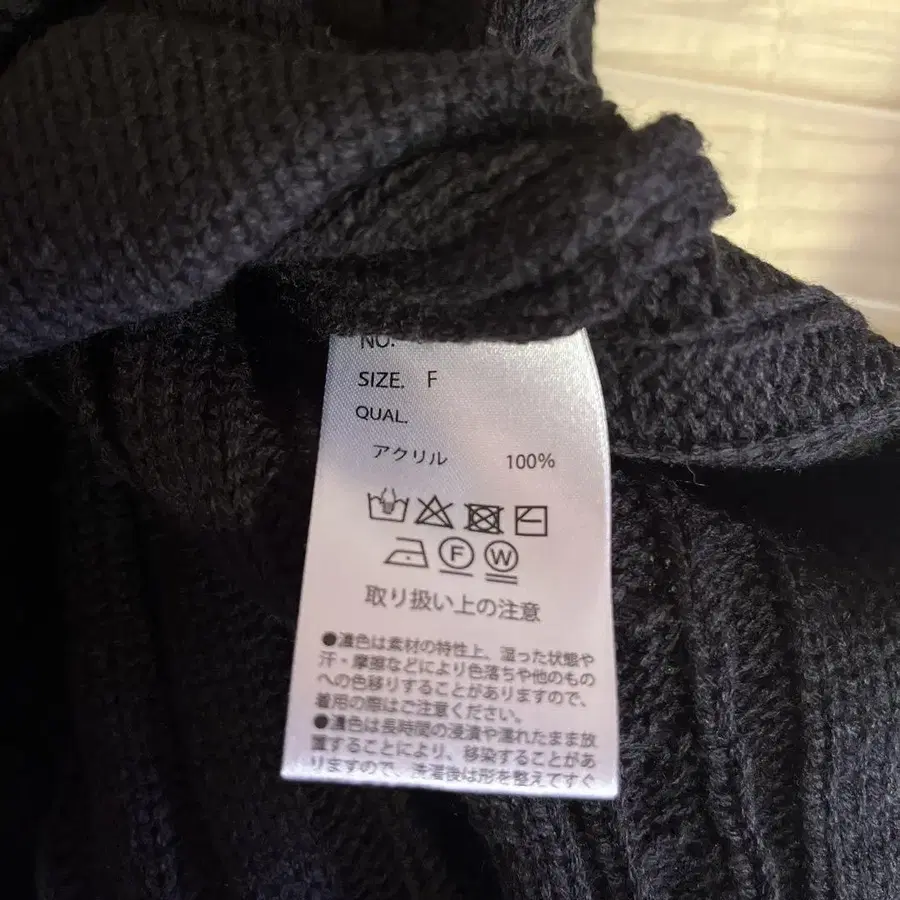 NO.
SIZE. F
QUAL.
アクリル 100%
F W
取り扱い上の注意
●濃色は素材の特性上、湿った状態や
汗・摩擦などにより色落ちや他のもの
への色移りすることがありますので、
着用の際はご注意ください。
●濃色は長時間の浸漬や濡れたまま放
置することにより、移染することがあ
りますので、洗濯後は形を整えてすぐ